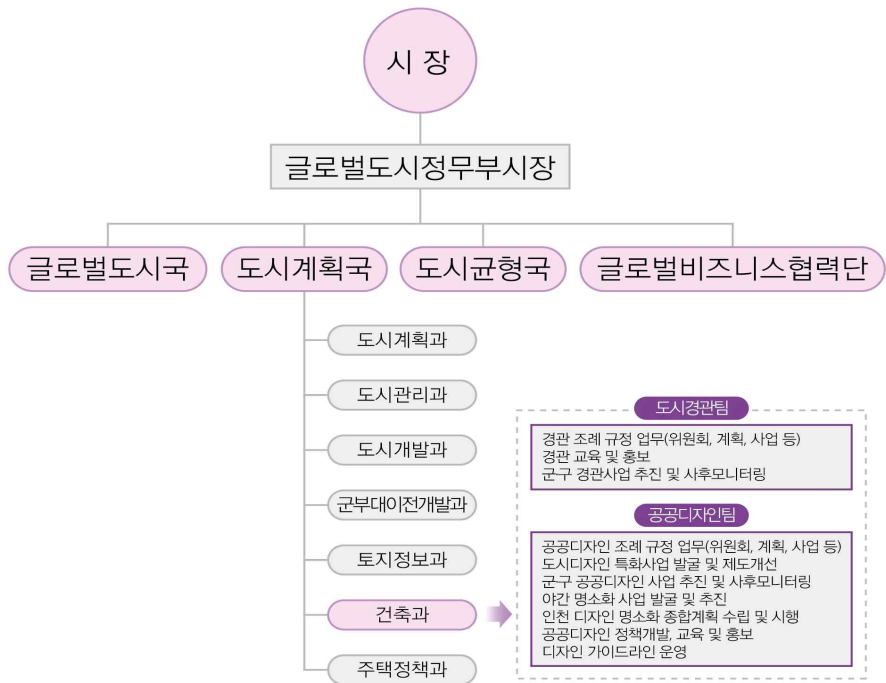 시 장
글로벌도시정무부시장
글로벌도시국
도시계획국
도시균형국
글로벌비즈니스협력단
도시계획과
도시관리과
도시개발과
군부대이전개발과
토지정보과
건축과
주택정책과
도시경관팀
경관 조례 규정 업무(위원회, 계획, 사업 등)
경관 교육 및 홍보
군·구 경관사업 추진 및 사후모니터링
공공디자인팀
공공디자인 조례 규정 업무(위원회, 계획, 사업 등)
도시디자인 특화사업 발굴 및 제도개선
군·구 공공디자인 사업 추진 및 사후모니터링
야간 명소화 사업 발굴 및 추진
인천 디자인 명소화 종합계획 수립 및 시행
공공디자인 정책개발, 교육 및 홍보
디자인 가이드라인 운영